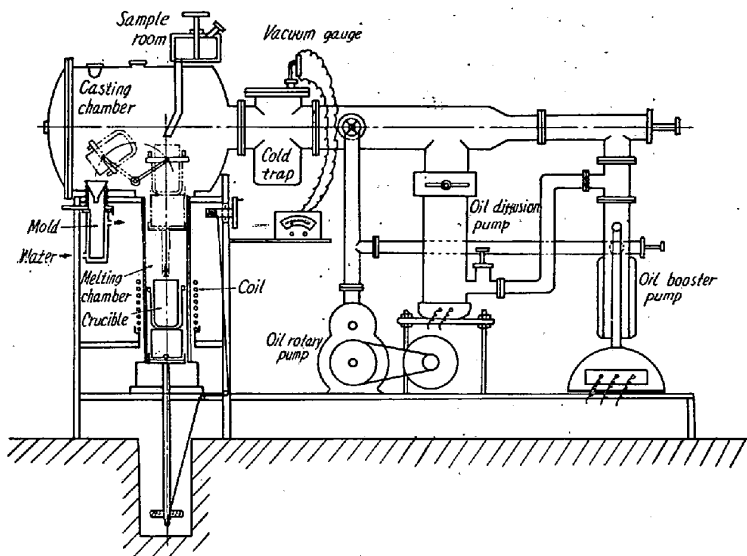 Sample
room
Vacuum gauge
Casting
chamber
Cold
trap
Mold
Water
Oil diffusion
pump
Melting
chamber
Coil
Crucible
Oil booster
pump
Oil rotary
pump